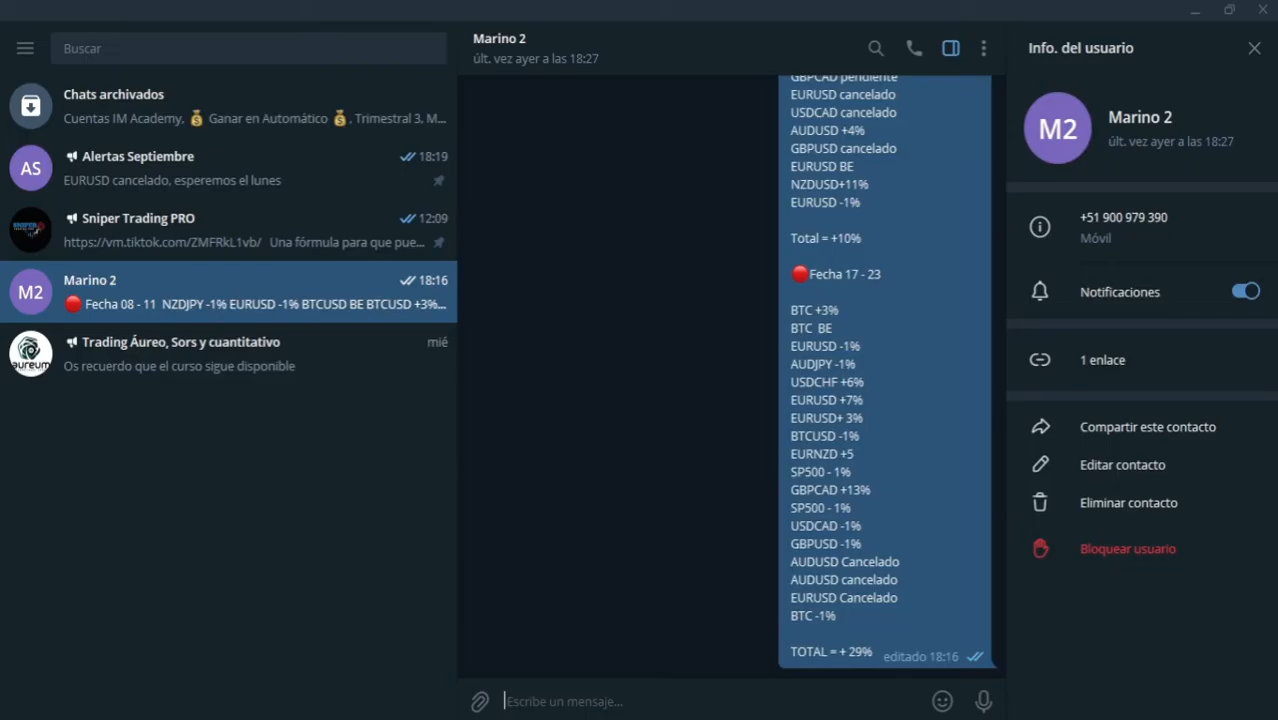 Buscar
Chats archivados
Cuentas IM Academy, 💰 Ganar en Automático 💰, Trimestral 3, M...
AS
Alertas Septiembre
18:19
EURUSD cancelado, esperemos el lunes
Sniper Trading PRO
12:09
https://vm.tiktok.com/ZMFRkL1vb/ Una fórmula para que pue...
M2
Marino 2
18:16
🔴 Fecha 08 - 11 NZDJPY -1% EURUSD -1% BTCUSD BE BTCUSD +3%...
aureum
Trading Áureo, Sors y cuantitativo
mié
Os recuerdo que el curso sigue disponible
Marino 2
últ. vez ayer a las 18:27
GBPCAD pendiente
EURUSD cancelado
USDCAD cancelado
AUDUSD +4%
GBPUSD cancelado
EURUSD BE
NZDUSD+11%
EURUSD -1%
Total = +10%
🔴Fecha 17 - 23
BTC +3%
BTC BE
EURUSD -1%
AUDJPY -1%
USDCHF +6%
EURUSD +7%
EURUSD+ 3%
BTCUSD -1%
EURNZD +5
SP500 - 1%
GBPCAD +13%
SP500 - 1%
USDCAD -1%
GBPUSD -1%
AUDUSD Cancelado
AUDUSD cancelado
EURUSD Cancelado
BTC -1%
TOTAL = + 29%
editado 18:16
Escribe un mensaje...
Info. del usuario
M2
Marino 2
últ. vez ayer a las 18:27
+51 900 979 390
Móvil
Notificaciones
1 enlace
Compartir este contacto
Editar contacto
Eliminar contacto
Bloquear usuario